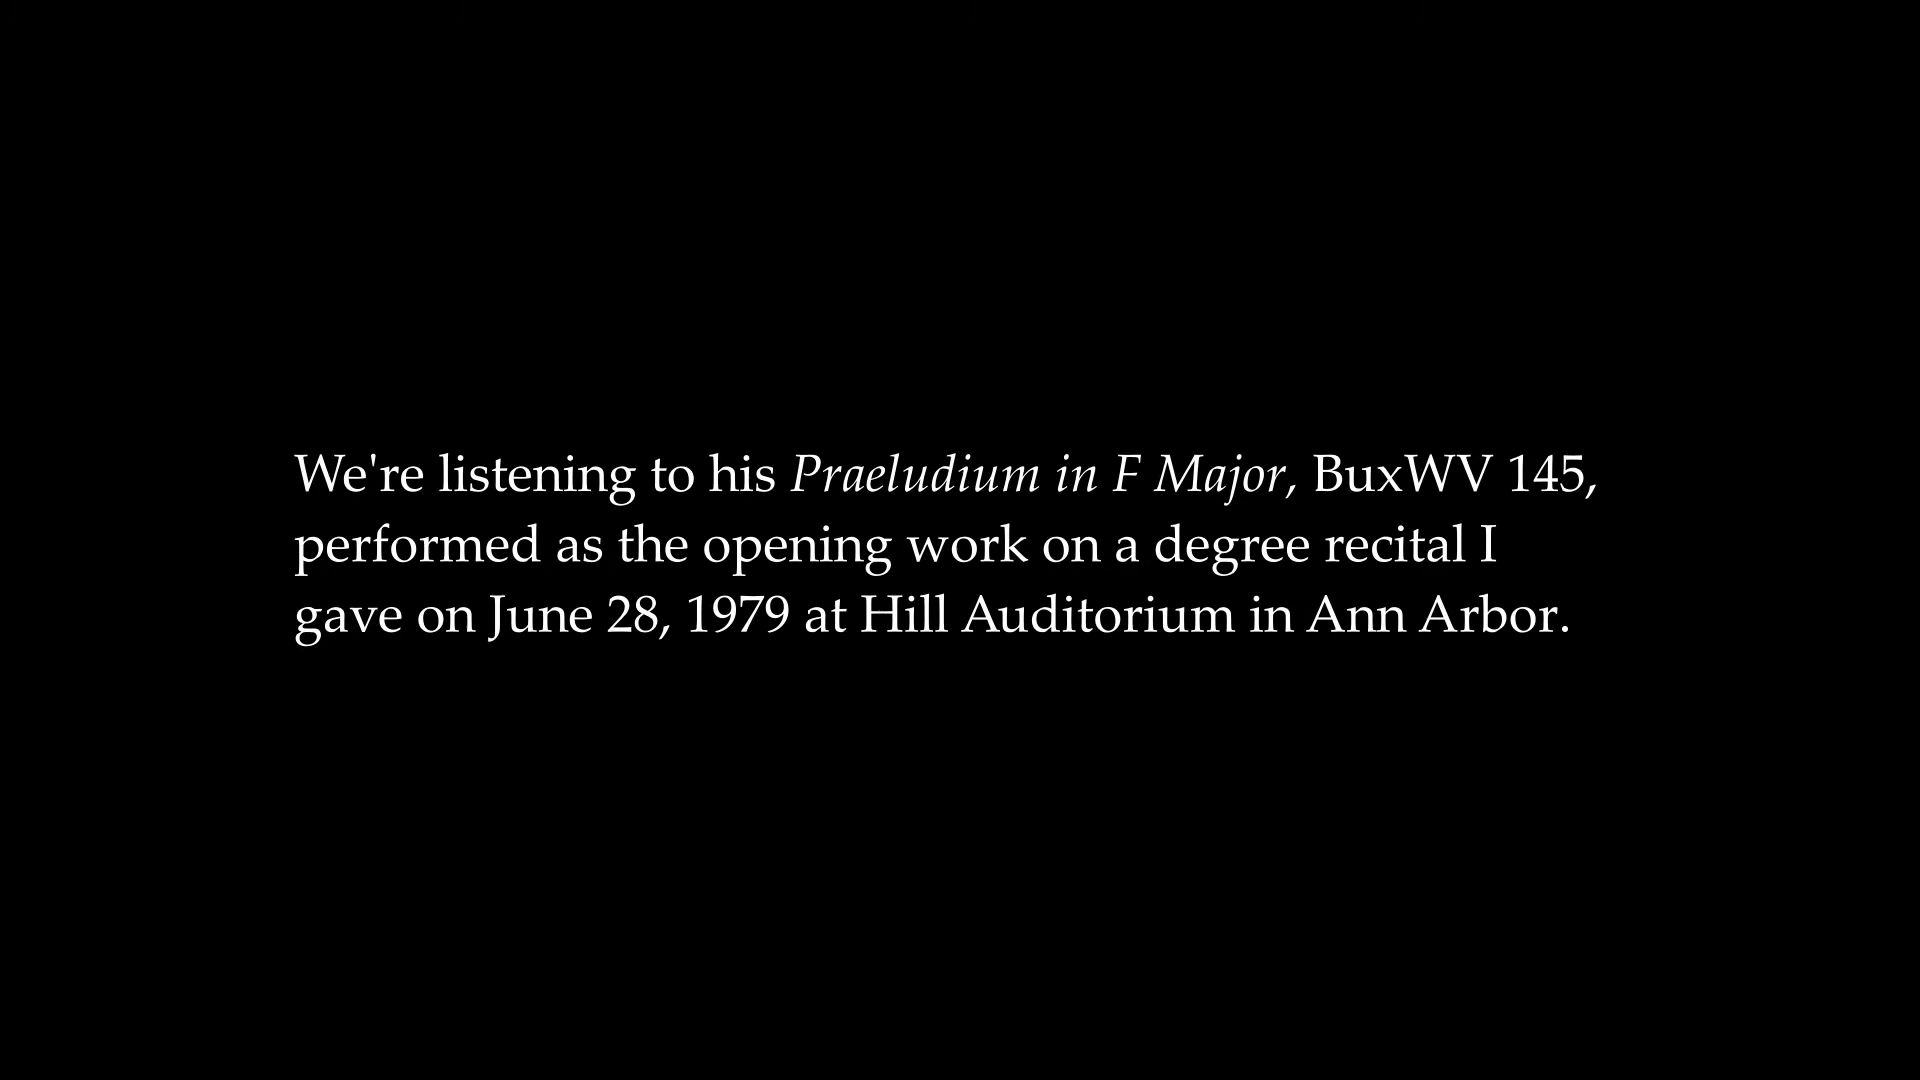 We're listening to his Praeludium in F Major, BuxWV 145,
performed as the opening work on a degree recital I
gave on June 28, 1979 at Hill Auditorium in Ann Arbor.